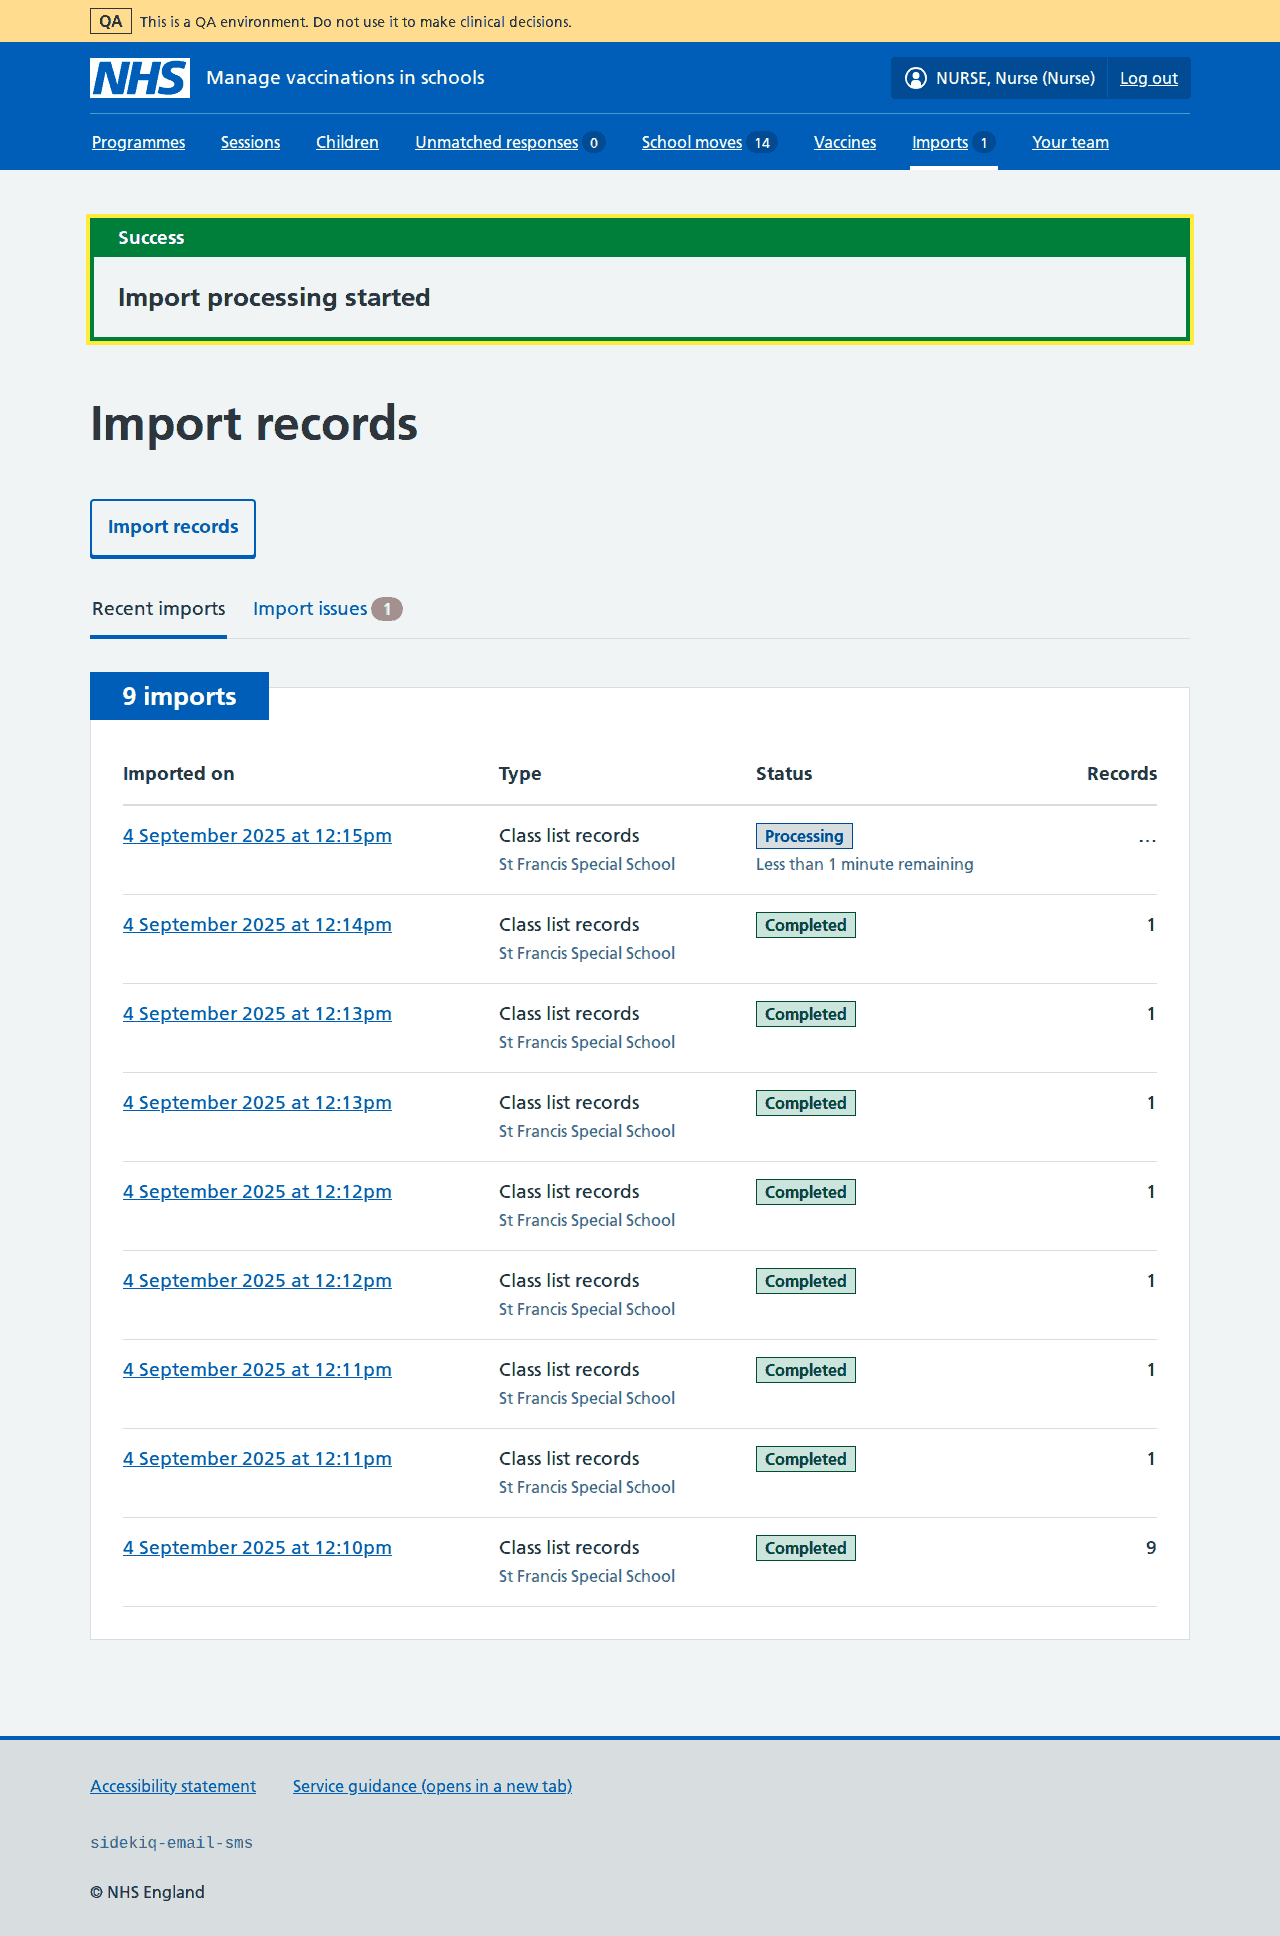 QA This is a QA environment. Do not use it to make clinical decisions.
NHS Manage vaccinations in schools NURSE, Nurse (Nurse) Log out
Programmes Sessions Children Unmatched responses 0 School moves 14 Vaccines Imports 1 Your team
Success
Import processing started
Import records
Import records
Recent imports Import issues 1
9 imports
Imported on Type Status Records
4 September 2025 at 12:15pm Class list records Processing ...
St Francis Special School Less than 1 minute remaining
4 September 2025 at 12:14pm Class list records Completed 1
St Francis Special School
4 September 2025 at 12:13pm Class list records Completed 1
St Francis Special School
4 September 2025 at 12:13pm Class list records Completed 1
St Francis Special School
4 September 2025 at 12:12pm Class list records Completed 1
St Francis Special School
4 September 2025 at 12:12pm Class list records Completed 1
St Francis Special School
4 September 2025 at 12:11pm Class list records Completed 1
St Francis Special School
4 September 2025 at 12:11pm Class list records Completed 1
St Francis Special School
4 September 2025 at 12:10pm Class list records Completed 9
St Francis Special School
Accessibility statement Service guidance (opens in a new tab)
sidekiq-email-sms
© NHS England